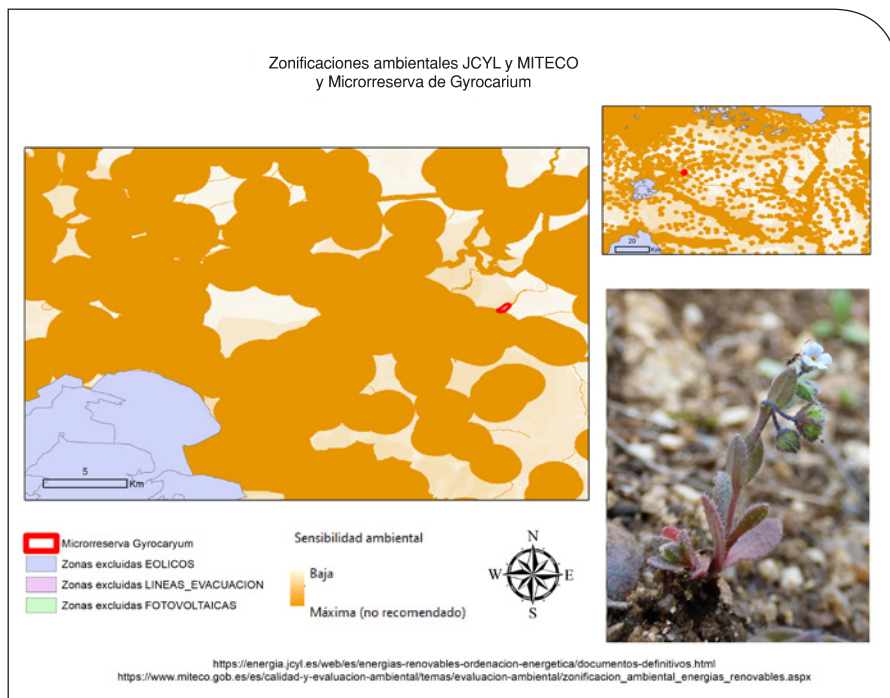 Zonificaciones ambientales JCYL y MITECO
y Microrreserva de Gyrocarium
20
Km
5
Km
Microrreserva Gyrocaryum
Zonas excluidas EOLICOS
Zonas excluidas LINEAS_EVACUACION
Zonas excluidas FOTOVOLTAICAS
Sensibilidad ambiental
Baja
Máxima (no recomendado)
N
W
E
S
https://energia.jcyl.es/web/es/energias-renovables-ordenacion-energetica/documentos-definitivos.html
https://www.miteco.gob.es/es/calidad-y-evaluacion-ambiental/temas/evaluacion-ambiental/zonificacion_ambiental_energias_renovables.aspx